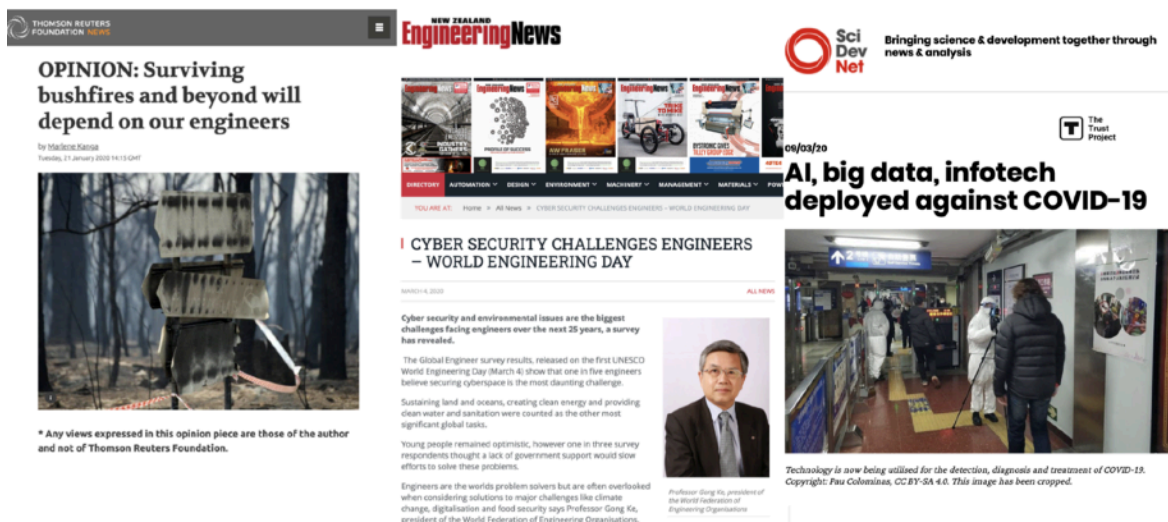 THOMSON REUTERS
FOUNDATION NEWS
OPINION: Surviving
bushfires and beyond will
depend on our engineers
by Marlene Kanga
Tuesday, 21 January 2020 14:13 GMT
* Any views expressed in this opinion piece are those of the author
and not of Thomson Reuters Foundation.
NEW ZEALAND
EngineeringNews
INDUSTRY
GATHERS
PROFILE OF SUCCESS
TRIKE
TO
DIRECTORY AUTOMATION DESIGN ENVIRONMENT MACHINERY MANAGEMENT MATERIALS POW
YOU ARE AT: Home » All News » CYBER SECURITY CHALLENGES ENGINEERS – WORLD ENGINEERING DAY
CYBER SECURITY CHALLENGES ENGINEERS
– WORLD ENGINEERING DAY
MARCH 4, 2020 ALL NEWS
Cyber security and environmental issues are the biggest
challenges facing engineers over the next 25 years, a survey
has revealed.
The Global Engineer survey results, released on the first UNESCO
World Engineering Day (March 4) show that one in five engineers
believe securing cyberspace is the most daunting challenge.
Sustaining land and oceans, creating clean energy and providing
clean water and sanitation were counted as the other most
significant global tasks.
Young people remained optimistic, however one in three survey
respondents thought a lack of government support would slow
efforts to solve these problems.
Engineers are the worlds problem solvers but are often overlooked
when considering solutions to major challenges like climate
change, digitalisation and food security says Professor Gong Ke,
president of the World Federation of Engineering Organisations.
Professor Gong Ke, president of
the World Federation of
Engineering Organisations
Sci
Dev
Net
Bringing science & development together through
news & analysis
T
The
Trust
Project
09/03/20
AI, big data, infotech
deployed against COVID-19
2
Technology is now being utilised for the detection, diagnosis and treatment of COVID-19.
Copyright: Pau Colominas, CC BY-SA 4.0. This image has been cropped.